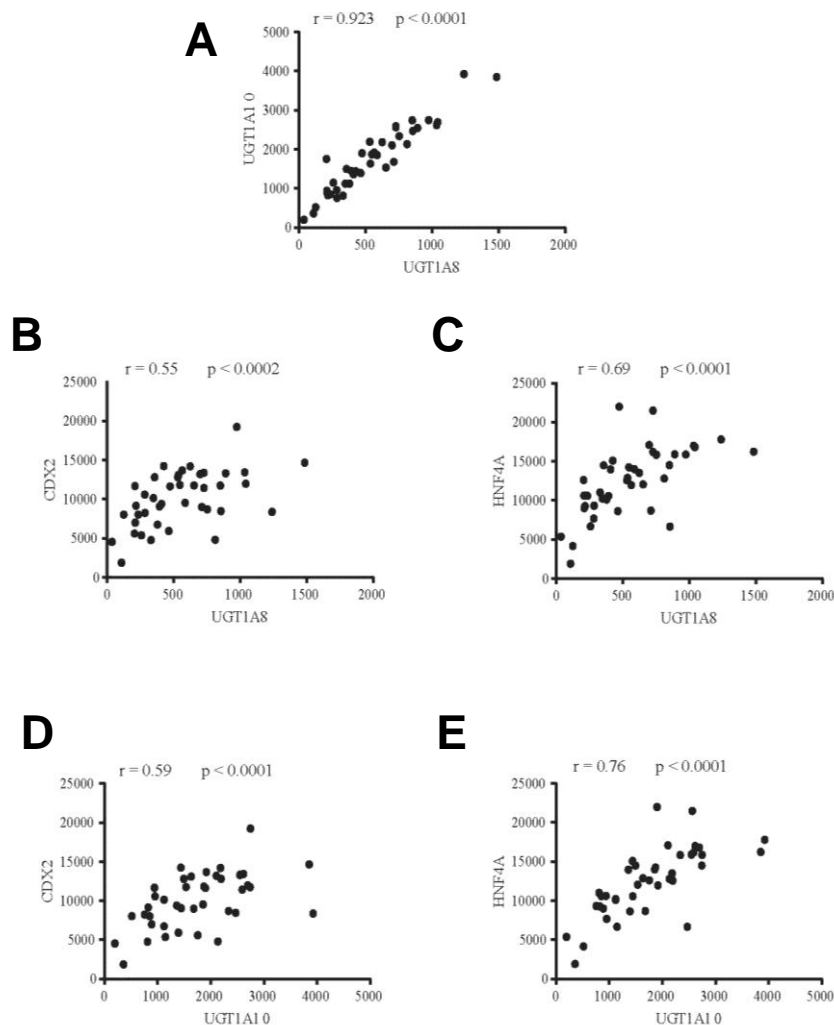 A
r = 0.923 p < 0.0001
5000
4000
3000
2000
1000
0
UGT1A1 0
0 500 1000 1500 2000
UGT1A8
B
r = 0.55 p < 0.0002
25000
20000
15000
10000
5000
0
CDX2
0 500 1000 1500 2000
UGT1A8
C
r = 0.69 p < 0.0001
25000
20000
15000
10000
5000
0
HNF4A
0 500 1000 1500 2000
UGT1A8
D
r = 0.59 p < 0.0001
25000
20000
15000
10000
5000
0
CDX2
0 1000 2000 3000 4000 5000
UGT1A1 0
E
r = 0.76 p < 0.0001
25000
20000
15000
10000
5000
0
HNF4A
0 1000 2000 3000 4000 5000
UGT1A1 0